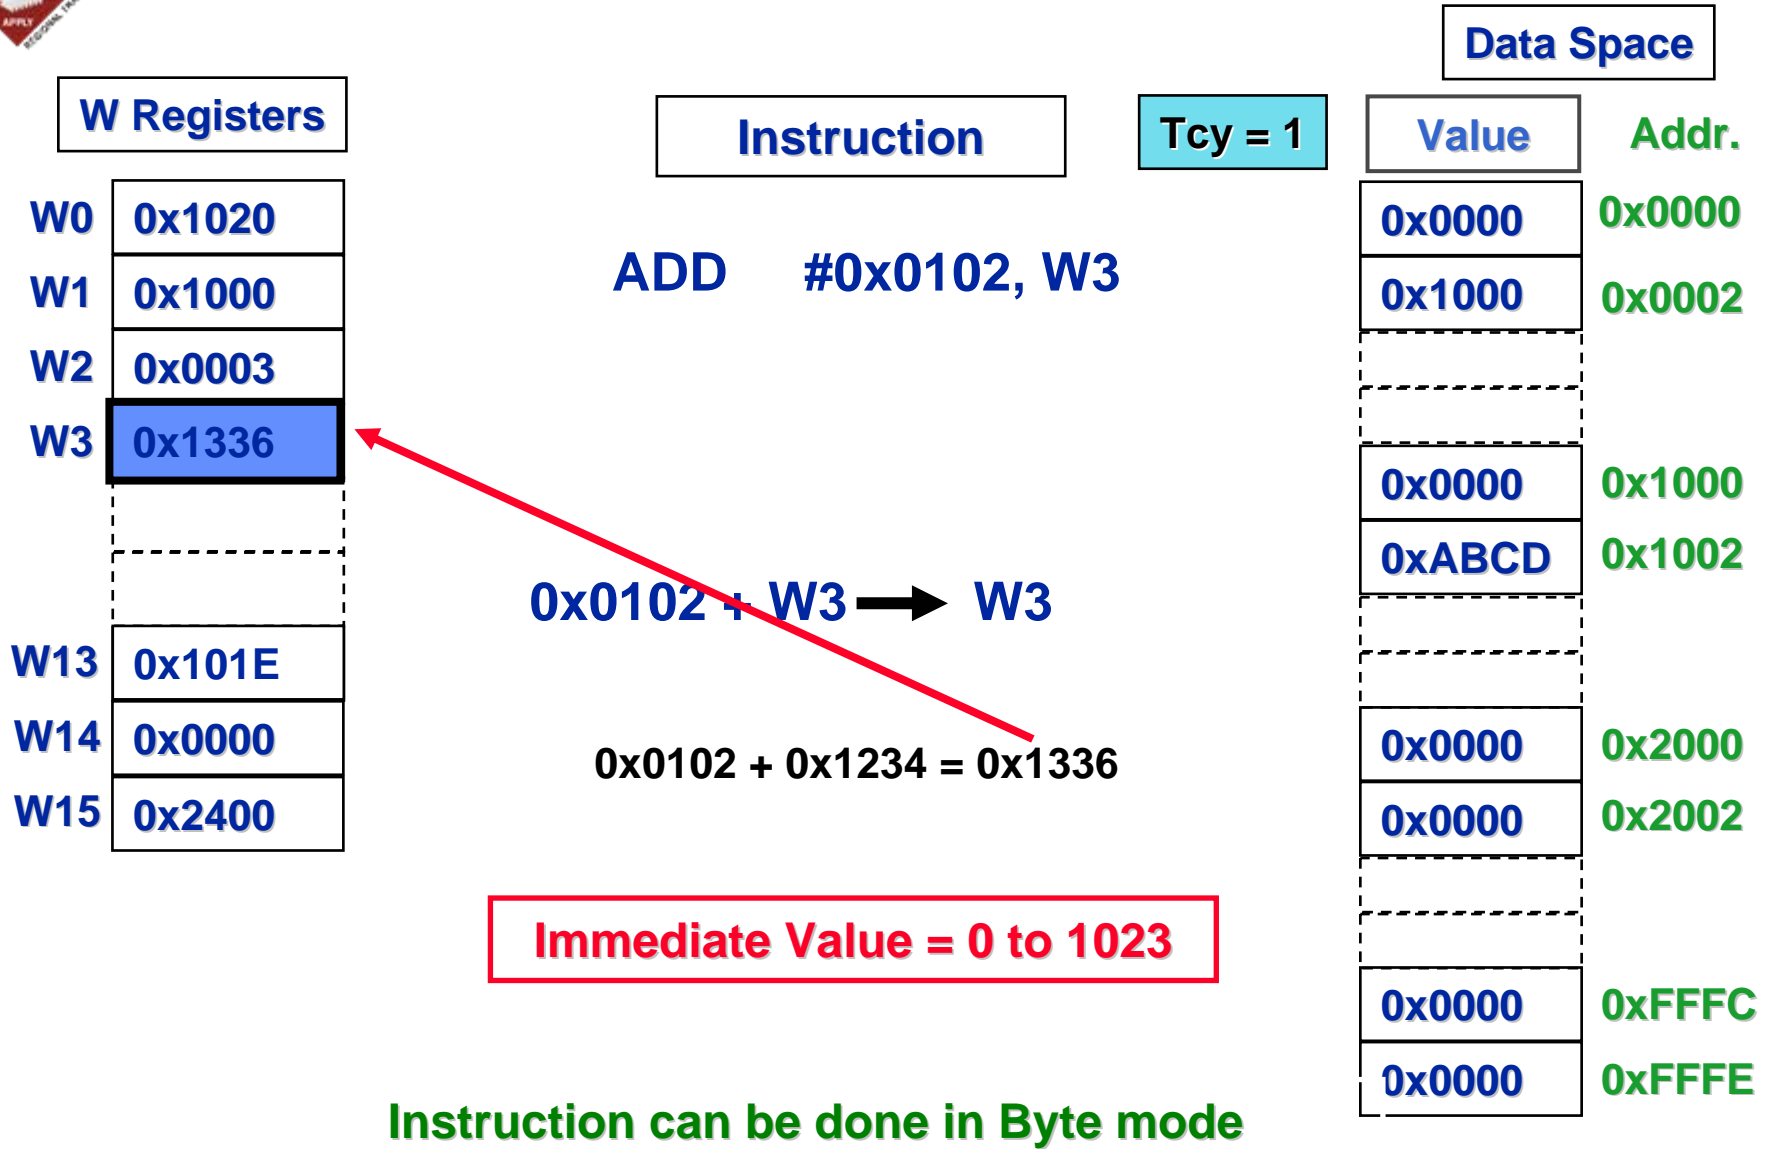 APPLY
REGIONAL
Data Space
W Registers
Instruction
Tcy = 1
Value
Addr.
W0
0x1020
W1
0x1000
W2
0x0003
W3
0x1336
W13
0x101E
W14
0x0000
W15
0x2400
ADD #0x0102, W3
0x0102 + W3 W3
0x0102 + 0x1234 = 0x1336
Immediate Value = 0 to 1023
Instruction can be done in Byte mode
0x0000 0x0000
0x1000 0x0002
0x0000 0x1000
0xABCD 0x1002
0x0000 0x2000
0x0000 0x2002
0x0000 0xFFFC
0x0000 0xFFFE